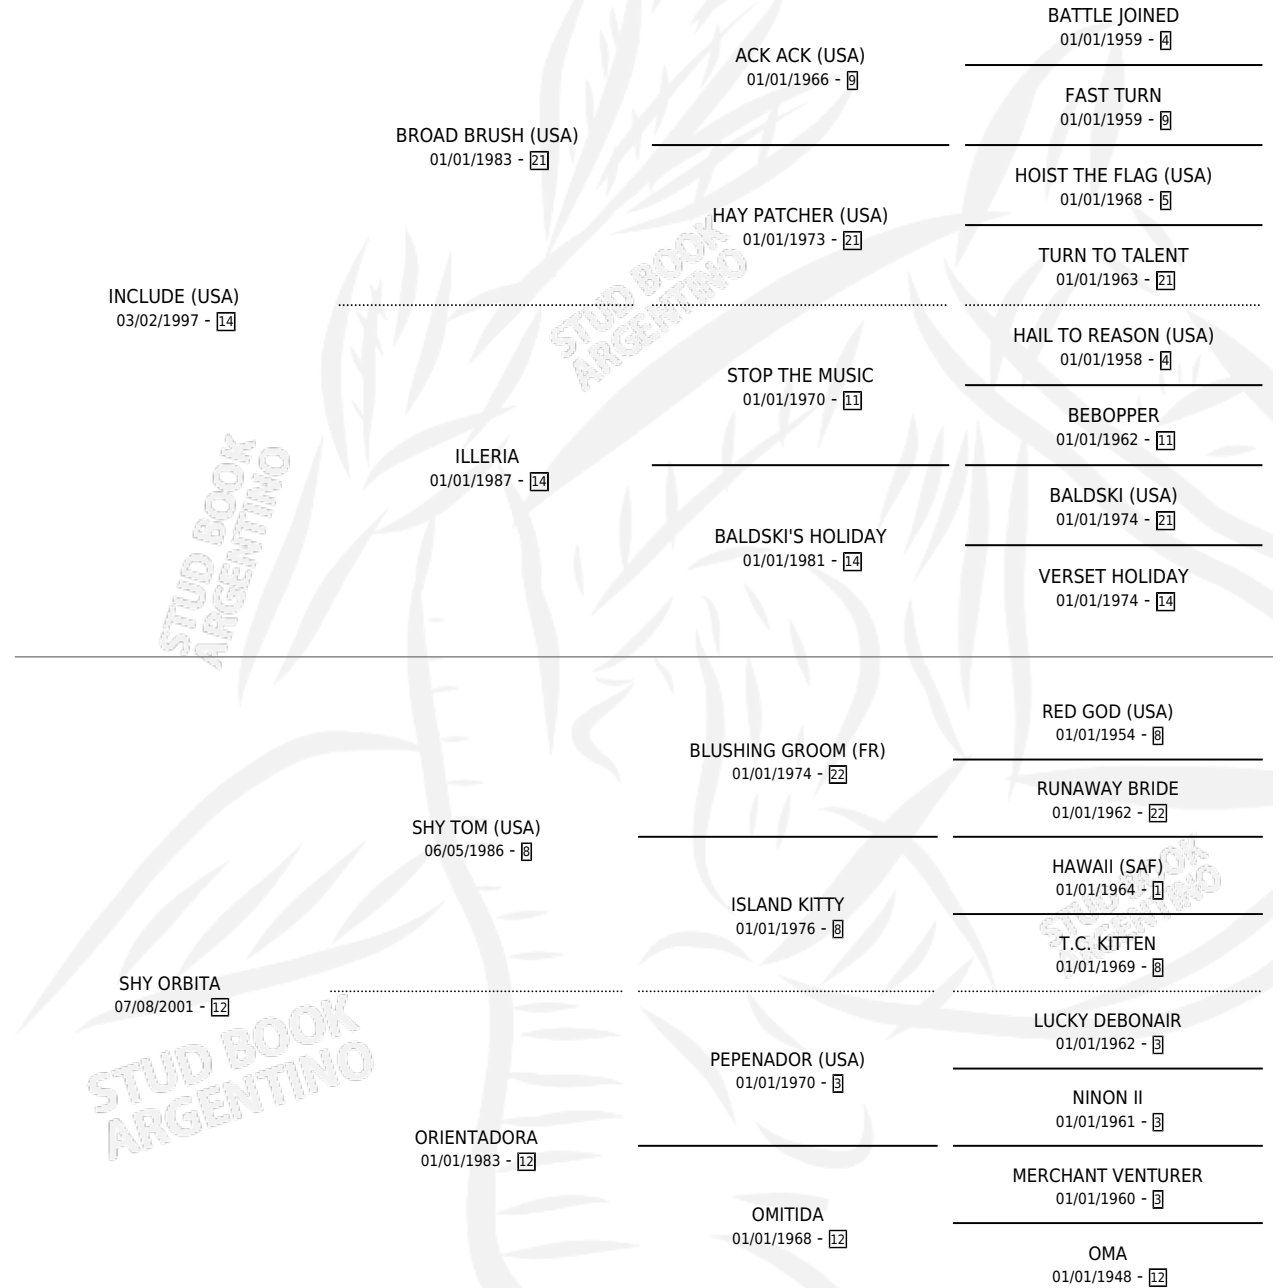 BATTLE JOINED
01/01/1959 - 4
ACK ACK (USA)
01/01/1966 - 9
FAST TURN
01/01/1959 - 9
BROAD BRUSH (USA)
01/01/1983 - 21
HOIST THE FLAG (USA)
01/01/1968 - 5
HAY PATCHER (USA)
01/01/1973 - 21
TURN TO TALENT
01/01/1963 - 21
INCLUDE (USA)
03/02/1997 - 14
HAIL TO REASON (USA)
01/01/1958 - 4
STOP THE MUSIC
01/01/1970 - 11
BEBOPPER
01/01/1962 - 11
ILLERIA
01/01/1987 - 14
BALDSKI (USA)
01/01/1974 - 21
BALDSKI'S HOLIDAY
01/01/1981 - 14
VERSET HOLIDAY
01/01/1974 - 14
RED GOD (USA)
01/01/1954 - 8
BLUSHING GROOM (FR)
01/01/1974 - 22
RUNAWAY BRIDE
01/01/1962 - 22
SHY TOM (USA)
06/05/1986 - 8
HAWAII (SAF)
01/01/1964 - 1
ISLAND KITTY
01/01/1976 - 8
T.C. KITTEN
01/01/1969 - 8
SHY ORBITA
07/08/2001 - 12
LUCKY DEBONAIR
01/01/1962 - 3
PEPENADOR (USA)
01/01/1970 - 3
NINON II
01/01/1961 - 3
ORIENTADORA
01/01/1983 - 12
MERCHANT VENTURER
01/01/1960 - 3
OMITIDA
01/01/1968 - 12
OMA
01/01/1948 - 12
STUD BOOK
ARGENTINO
STUD BOOK
ARGENTINO
STUD BOOK
ARGENTINO
STUD BOOK
ARGENTINO